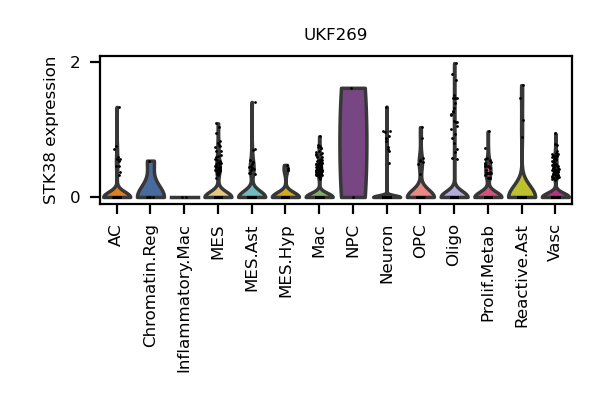 UKF269
STK38 expression
2
0
AC
Chromatin.Reg
Inflammatory.Mac
MES
MES.Ast
MES.Hyp
Mac
NPC
Neuron
OPC
Oligo
Prolif.Metab
Reactive.Ast
Vasc